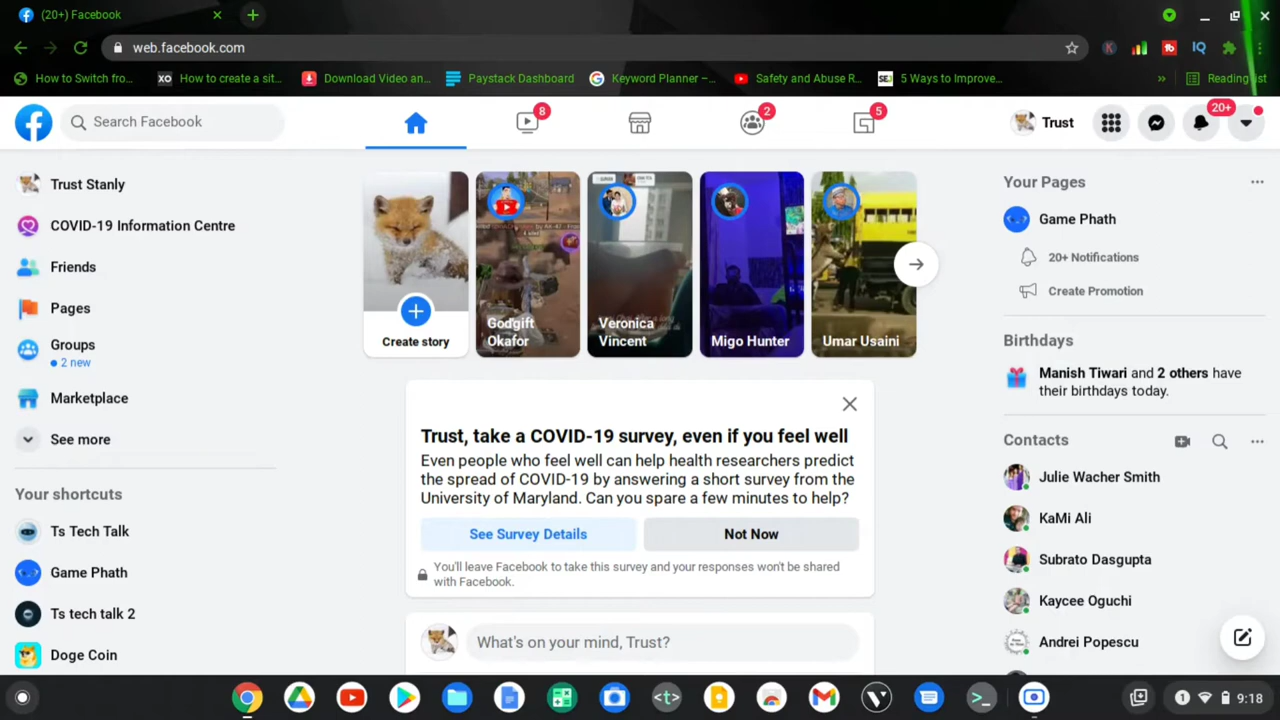 (20+) Facebook
web.facebook.com
How to Switch fro...
XO How to create a sit...
Download Video an...
Paystack Dashboard
Keyword Planner –...
Safety and Abuse R...
SEJ 5 Ways to Improve...
»
Reading list
Search Facebook
8
2
5
Trust
20+
Trust Stanly
COVID-19 Information Centre
Friends
Pages
Groups
2 new
Marketplace
See more
Your shortcuts
Ts Tech Talk
Game Phath
Ts tech talk 2
Doge Coin
Create story
God'gift
Okafor
Veronica
Vincent
Migo Hunter
Umar Usaini
Trust, take a COVID-19 survey, even if you feel well
Even people who feel well can help health researchers predict
the spread of COVID-19 by answering a short survey from the
University of Maryland. Can you spare a few minutes to help?
See Survey Details
Not Now
You'll leave Facebook to take this survey and your responses won't be shared
with Facebook.
What's on your mind, Trust?
Your Pages
Game Phath
20+ Notifications
Create Promotion
Birthdays
Manish Tiwari and 2 others have
their birthdays today.
Contacts
Julie Wacher Smith
KaMi Ali
Subrato Dasgupta
Kaycee Oguchi
Andrei Popescu
1
9:18